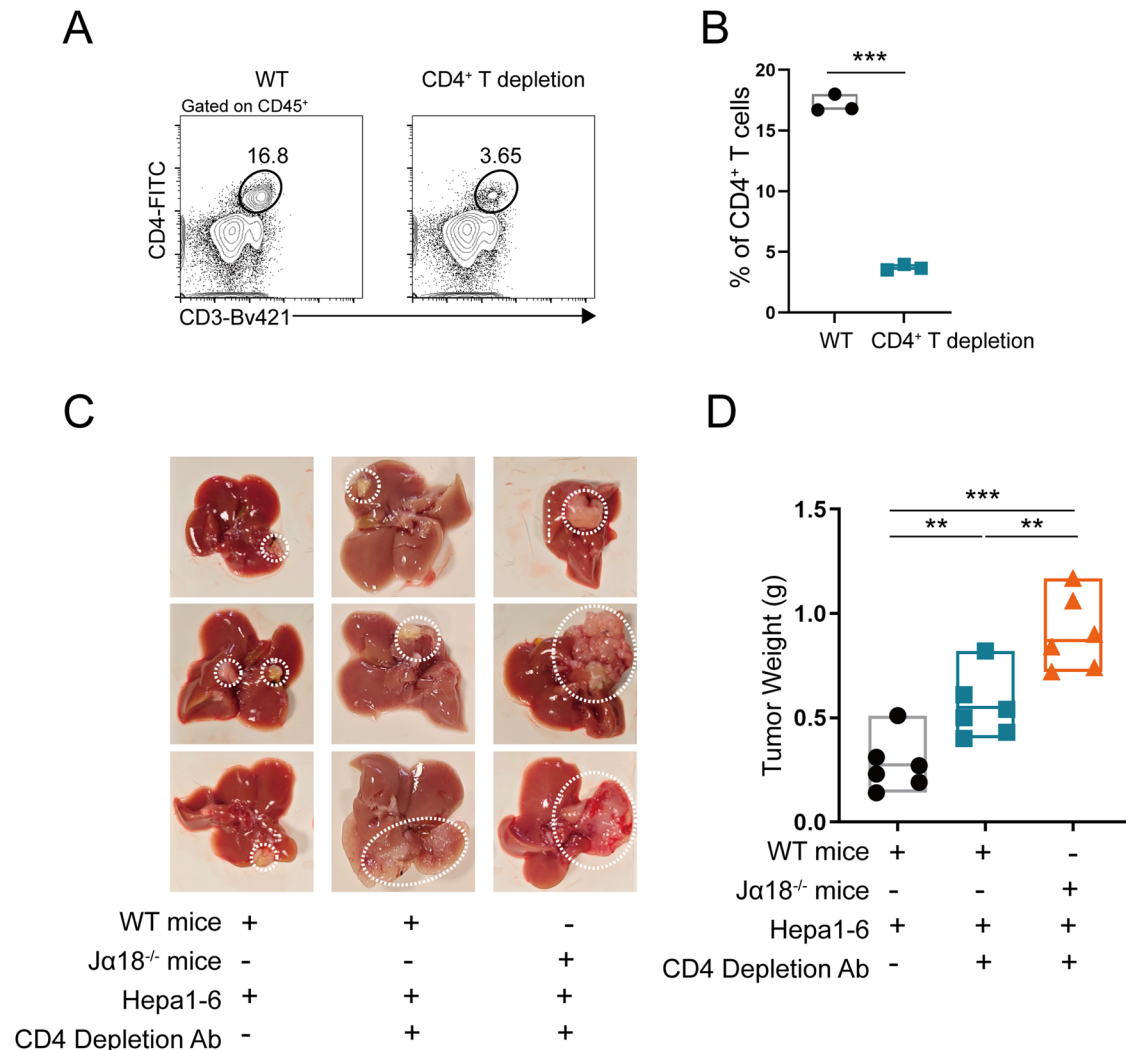 A
WT
CD4⁺ T depletion
Gated on CD45⁺
16.8
3.65
CD4-FITC
CD3-Bv421
B
***
% of CD4⁺ T cells
20
15
10
5
0
WT
CD4⁺ T depletion
C
WT mice + + -
Jα18⁻/⁻ mice - - +
Hepa1-6 + + +
CD4 Depletion Ab - + +
D
***
** **
Tumor Weight (g)
1.5
1.0
0.5
0.0
WT mice + + -
Jα18⁻/⁻ mice - - +
Hepa1-6 + + +
CD4 Depletion Ab - + +